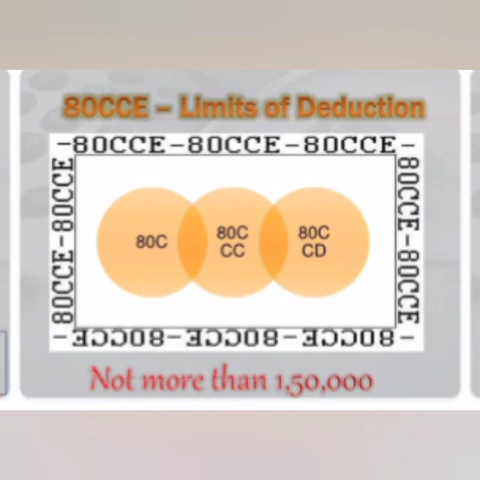 80CCE – Limits of Deduction
-80CCE-80CCE-80CCE-
80CCE-80CCE
80C
80C
CC
80C
CD
80CCE-80CCE
-80CCE-80CCE-80CCE-
Not more than 1,50,000